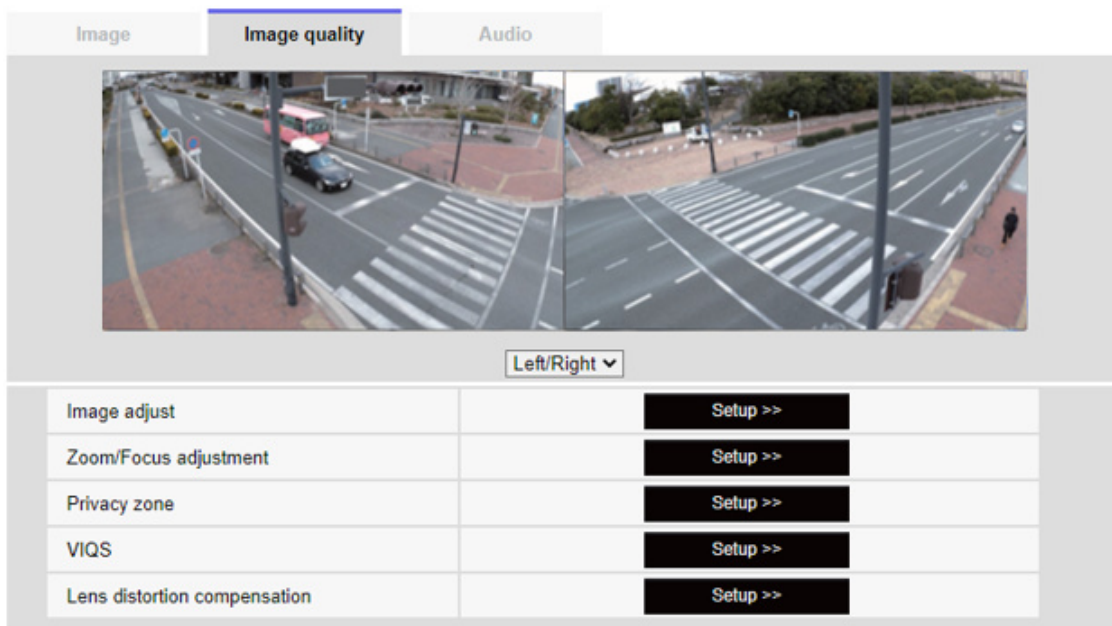 Image Image quality Audio
Left/Right
Image adjust Setup >>
Zoom/Focus adjustment Setup >>
Privacy zone Setup >>
VIQS Setup >>
Lens distortion compensation Setup >>